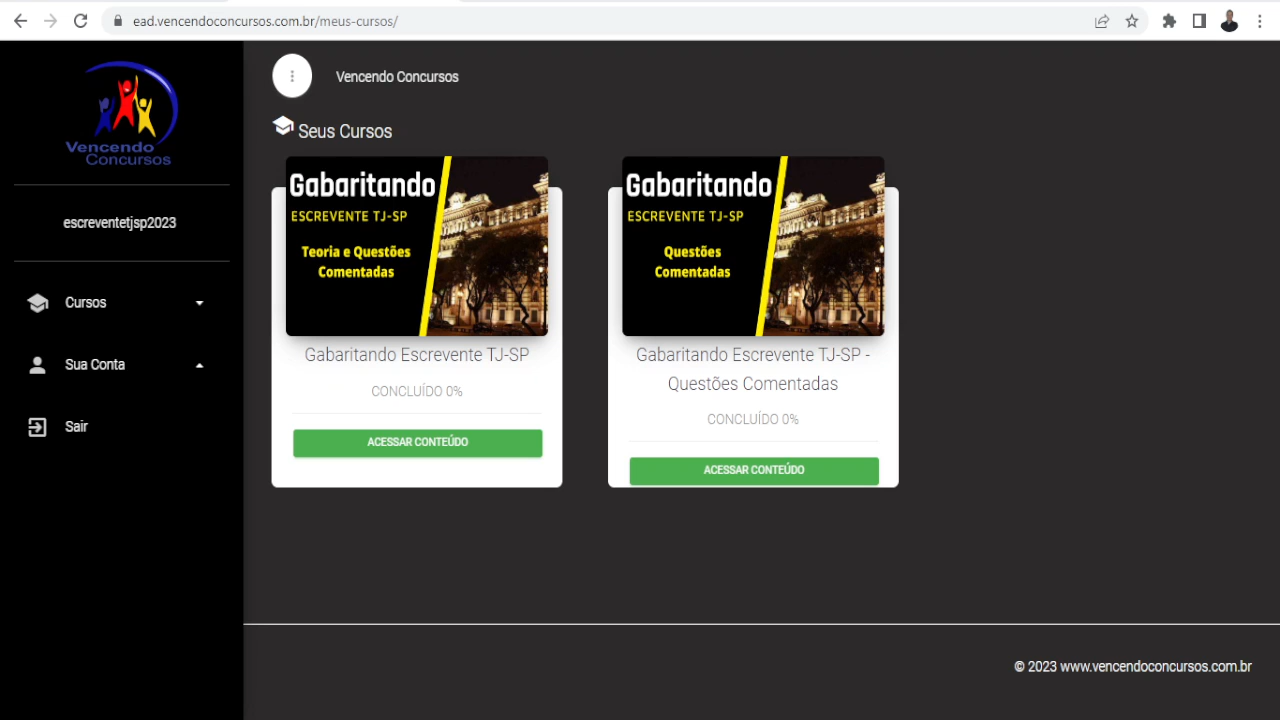 ead.vencendoconcursos.com.br/meus-cursos/
Vencendo
Concursos
escreventetjsp2023
Cursos
Sua Conta
Sair
Vencendo Concursos
Seus Cursos
Gabaritando
ESCREVENTE TJ-SP
Teoria e Questões
Comentadas
Gabaritando Escrevente TJ-SP
CONCLUÍDO 0%
ACESSAR CONTEÚDO
Gabaritando
ESCREVENTE TJ-SP
Questões
Comentadas
Gabaritando Escrevente TJ-SP -
Questões Comentadas
CONCLUÍDO 0%
ACESSAR CONTEÚDO
© 2023 www.vencendoconcursos.com.br